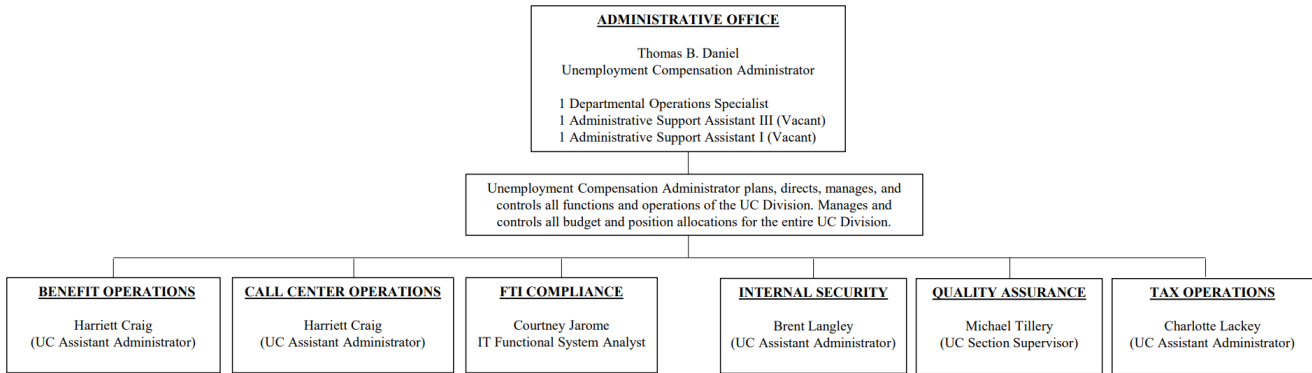 ADMINISTRATIVE OFFICE
Thomas B. Daniel
Unemployment Compensation Administrator
1 Departmental Operations Specialist
1 Administrative Support Assistant III (Vacant)
1 Administrative Support Assistant I (Vacant)
Unemployment Compensation Administrator plans, directs, manages, and
controls all functions and operations of the UC Division. Manages and
controls all budget and position allocations for the entire UC Division.
BENEFIT OPERATIONS
Harriett Craig
(UC Assistant Administrator)
CALL CENTER OPERATIONS
Harriett Craig
(UC Assistant Administrator)
FTI COMPLIANCE
Courtney Jarome
IT Functional System Analyst
INTERNAL SECURITY
Brent Langley
(UC Assistant Administrator)
QUALITY ASSURANCE
Michael Tillery
(UC Section Supervisor)
TAX OPERATIONS
Charlotte Lackey
(UC Assistant Administrator)